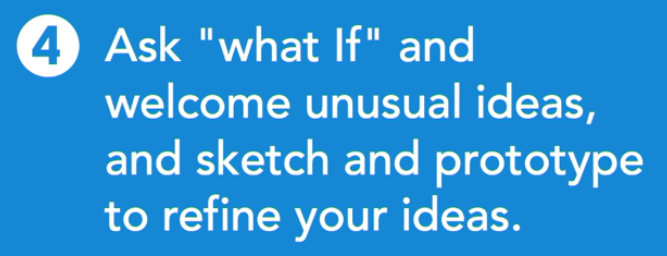 4 Ask "what If" and
welcome unusual ideas,
and sketch and prototype
to refine your ideas.